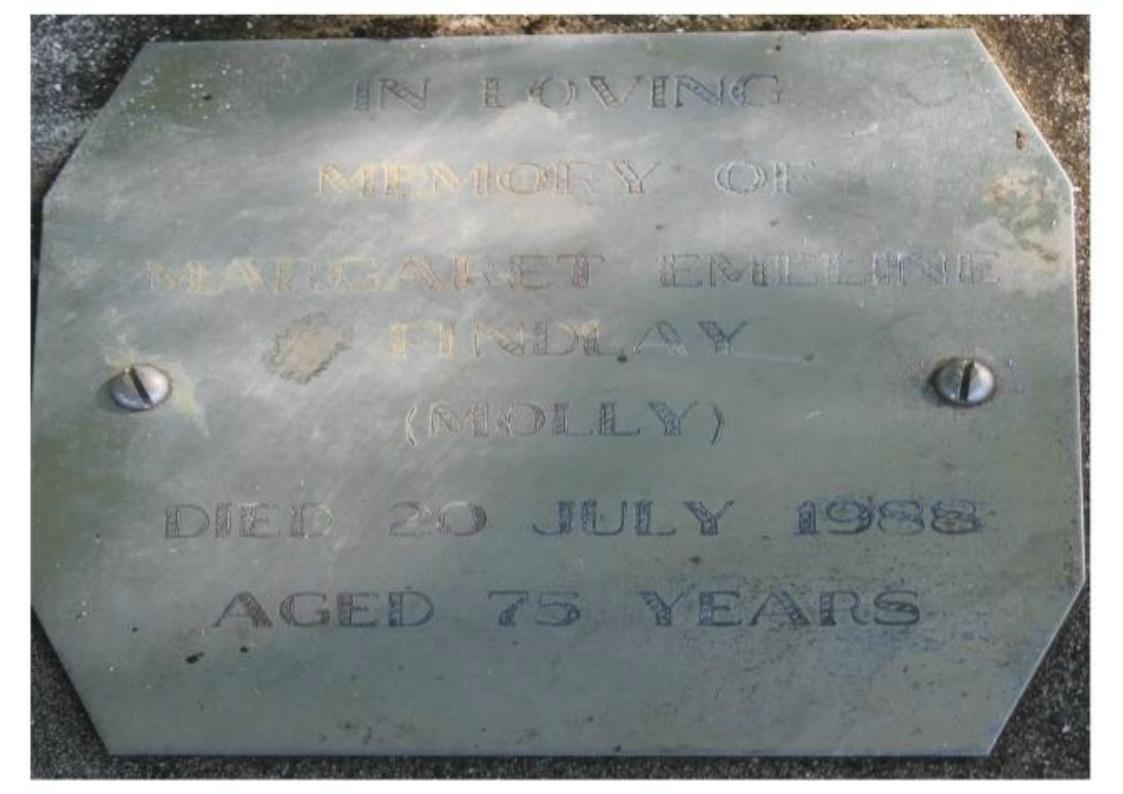 IN LOVING
MEMORY OF
MARGARET EMELINE
FINDLAY
(MOLLY)
DIED 20 JULY 1988
AGED 75 YEARS